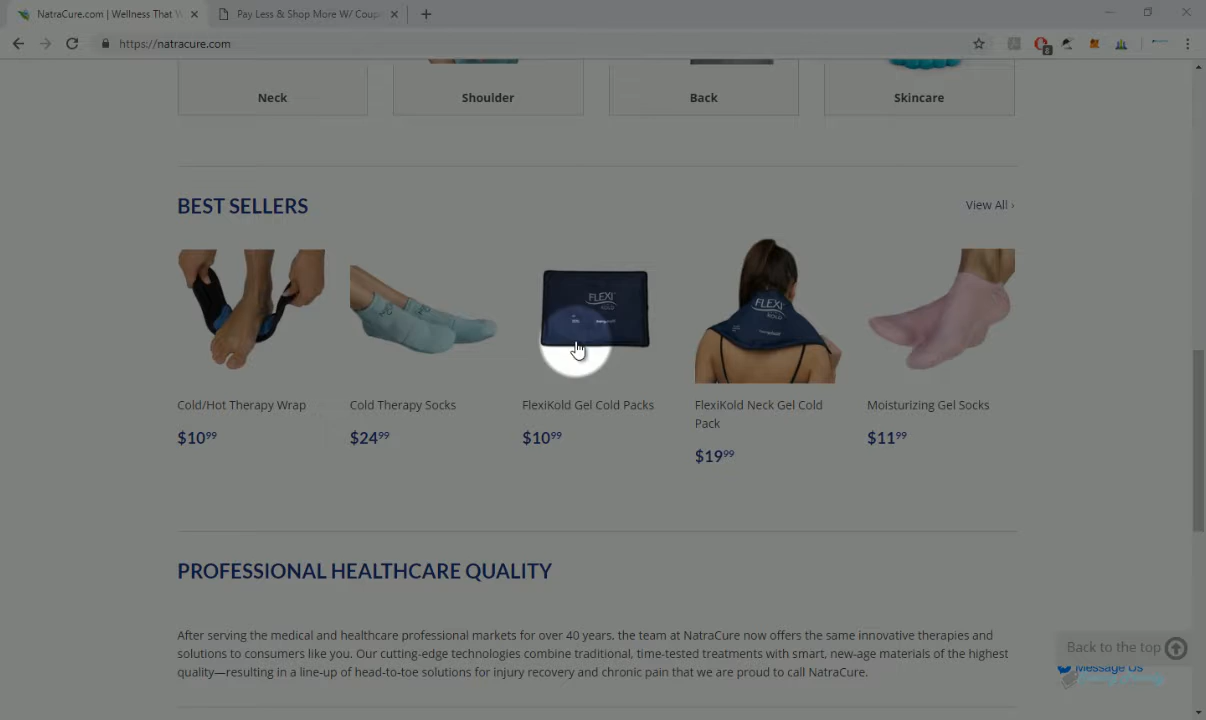 NatraCure.com | Wellness That W
Pay Less & Shop More W/ Coup
https://natracure.com
6
Neck
Shoulder
Back
Skincare
BEST SELLERS
View All ›
FLEXI
KOLD
FLEXI
KOLD
Cold/Hot Therapy Wrap
Cold Therapy Socks
FlexiKold Gel Cold Packs
FlexiKold Neck Gel Cold
Pack
Moisturizing Gel Socks
$10.99
$24.99
$10.99
$19.99
$11.99
PROFESSIONAL HEALTHCARE QUALITY
After serving the medical and healthcare professional markets for over 40 years, the team at NatraCure now offers the same innovative therapies and
solutions to consumers like you. Our cutting-edge technologies combine traditional, time-tested treatments with smart, new-age materials of the highest
quality—resulting in a line-up of head-to-toe solutions for injury recovery and chronic pain that we are proud to call NatraCure.
Back to the top
Message Us